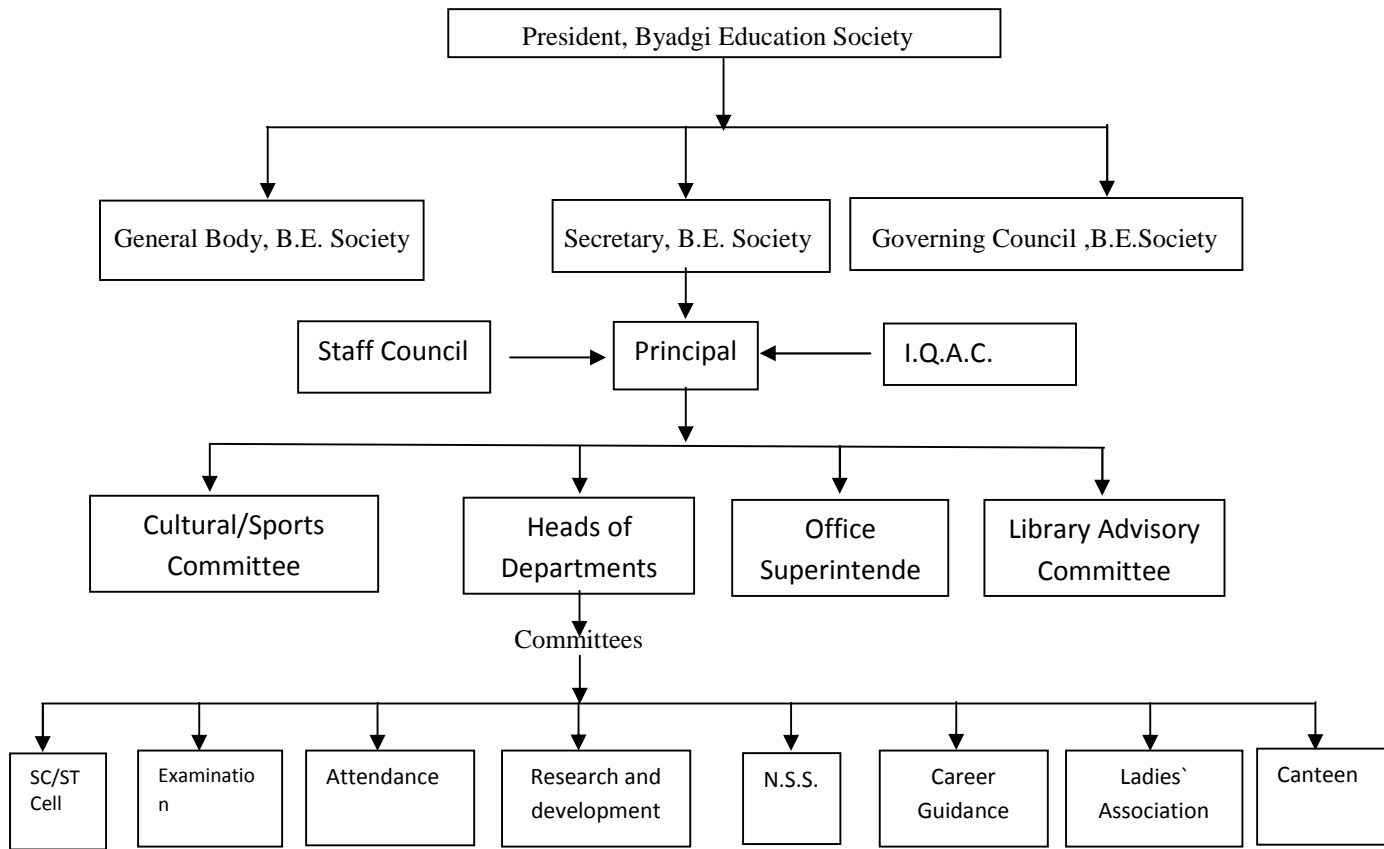 President, Byadgi Education Society
General Body, B.E. Society
Secretary, B.E. Society
Governing Council ,B.E.Society
Staff Council
Principal
I.Q.A.C.
Cultural/Sports
Committee
Heads of
Departments
Office
Superintende
Library Advisory
Committee
Committees
SC/ST
Cell
Examinatio
n
Attendance
Research and
development
N.S.S.
Career
Guidance
Ladies`
Association
Canteen